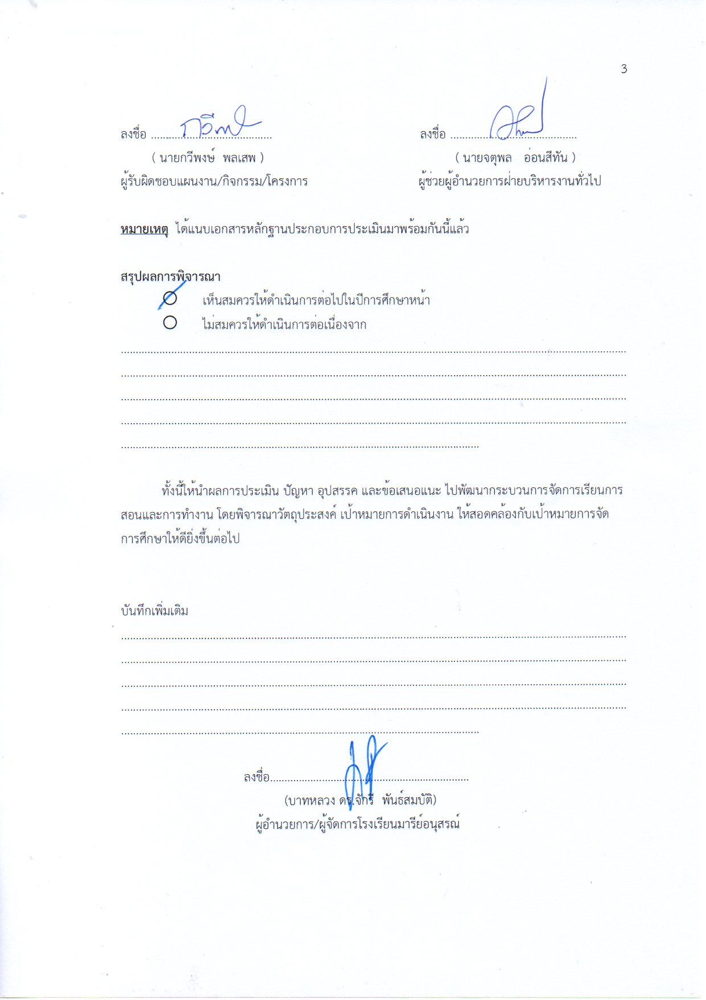 3
ลงชื่อ ........................................ ลงชื่อ ..........................................
( นายกวีพงษ์ พลเสพ ) ( นายจตุพล อ่อนสีทัน )
ผู้รับผิดชอบแผนงาน/กิจกรรม/โครงการ ผู้ช่วยผู้อำนวยการฝ่ายบริหารงานทั่วไป
หมายเหตุ ได้แนบเอกสารหลักฐานประกอบการประเมินมาพร้อมกันนี้แล้ว
สรุปผลการพิจารณา
เห็นสมควรให้ดำเนินการต่อไปในปีการศึกษาหน้า
ไม่สมควรให้ดำเนินการต่อเนื่องจาก
ทั้งนี้ให้นำผลการประเมิน ปัญหา อุปสรรค และข้อเสนอแนะ ไปพัฒนากระบวนการจัดการเรียนการ
สอนและการทำงาน โดยพิจารณาวัตถุประสงค์ เป้าหมายการดำเนินงาน ให้สอดคล้องกับเป้าหมายการจัด
การศึกษาให้ดียิ่งขึ้นต่อไป
บันทึกเพิ่มเติม
ลงชื่อ....................................................................
(บาทหลวง ดร.จักรี พันธ์สมบัติ)
ผู้อำนวยการ/ผู้จัดการโรงเรียนมารีย์อนุสรณ์